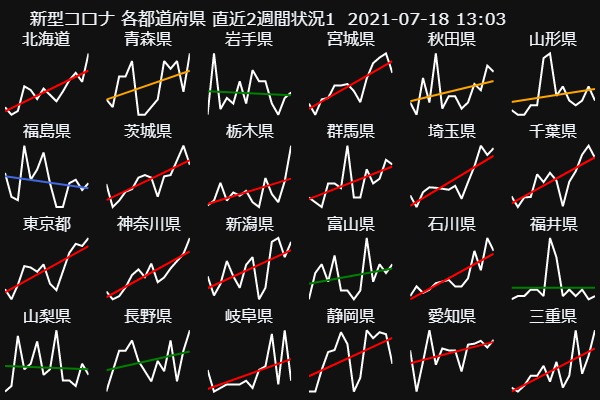 新型コロナ 各都道府県 直近2週間状況1 2021-07-18 13:03
北海道 青森県 岩手県 宮城県 秋田県 山形県
福島県 茨城県 栃木県 群馬県 埼玉県 千葉県
東京都 神奈川県 新潟県 富山県 石川県 福井県
山梨県 長野県 岐阜県 静岡県 愛知県 三重県